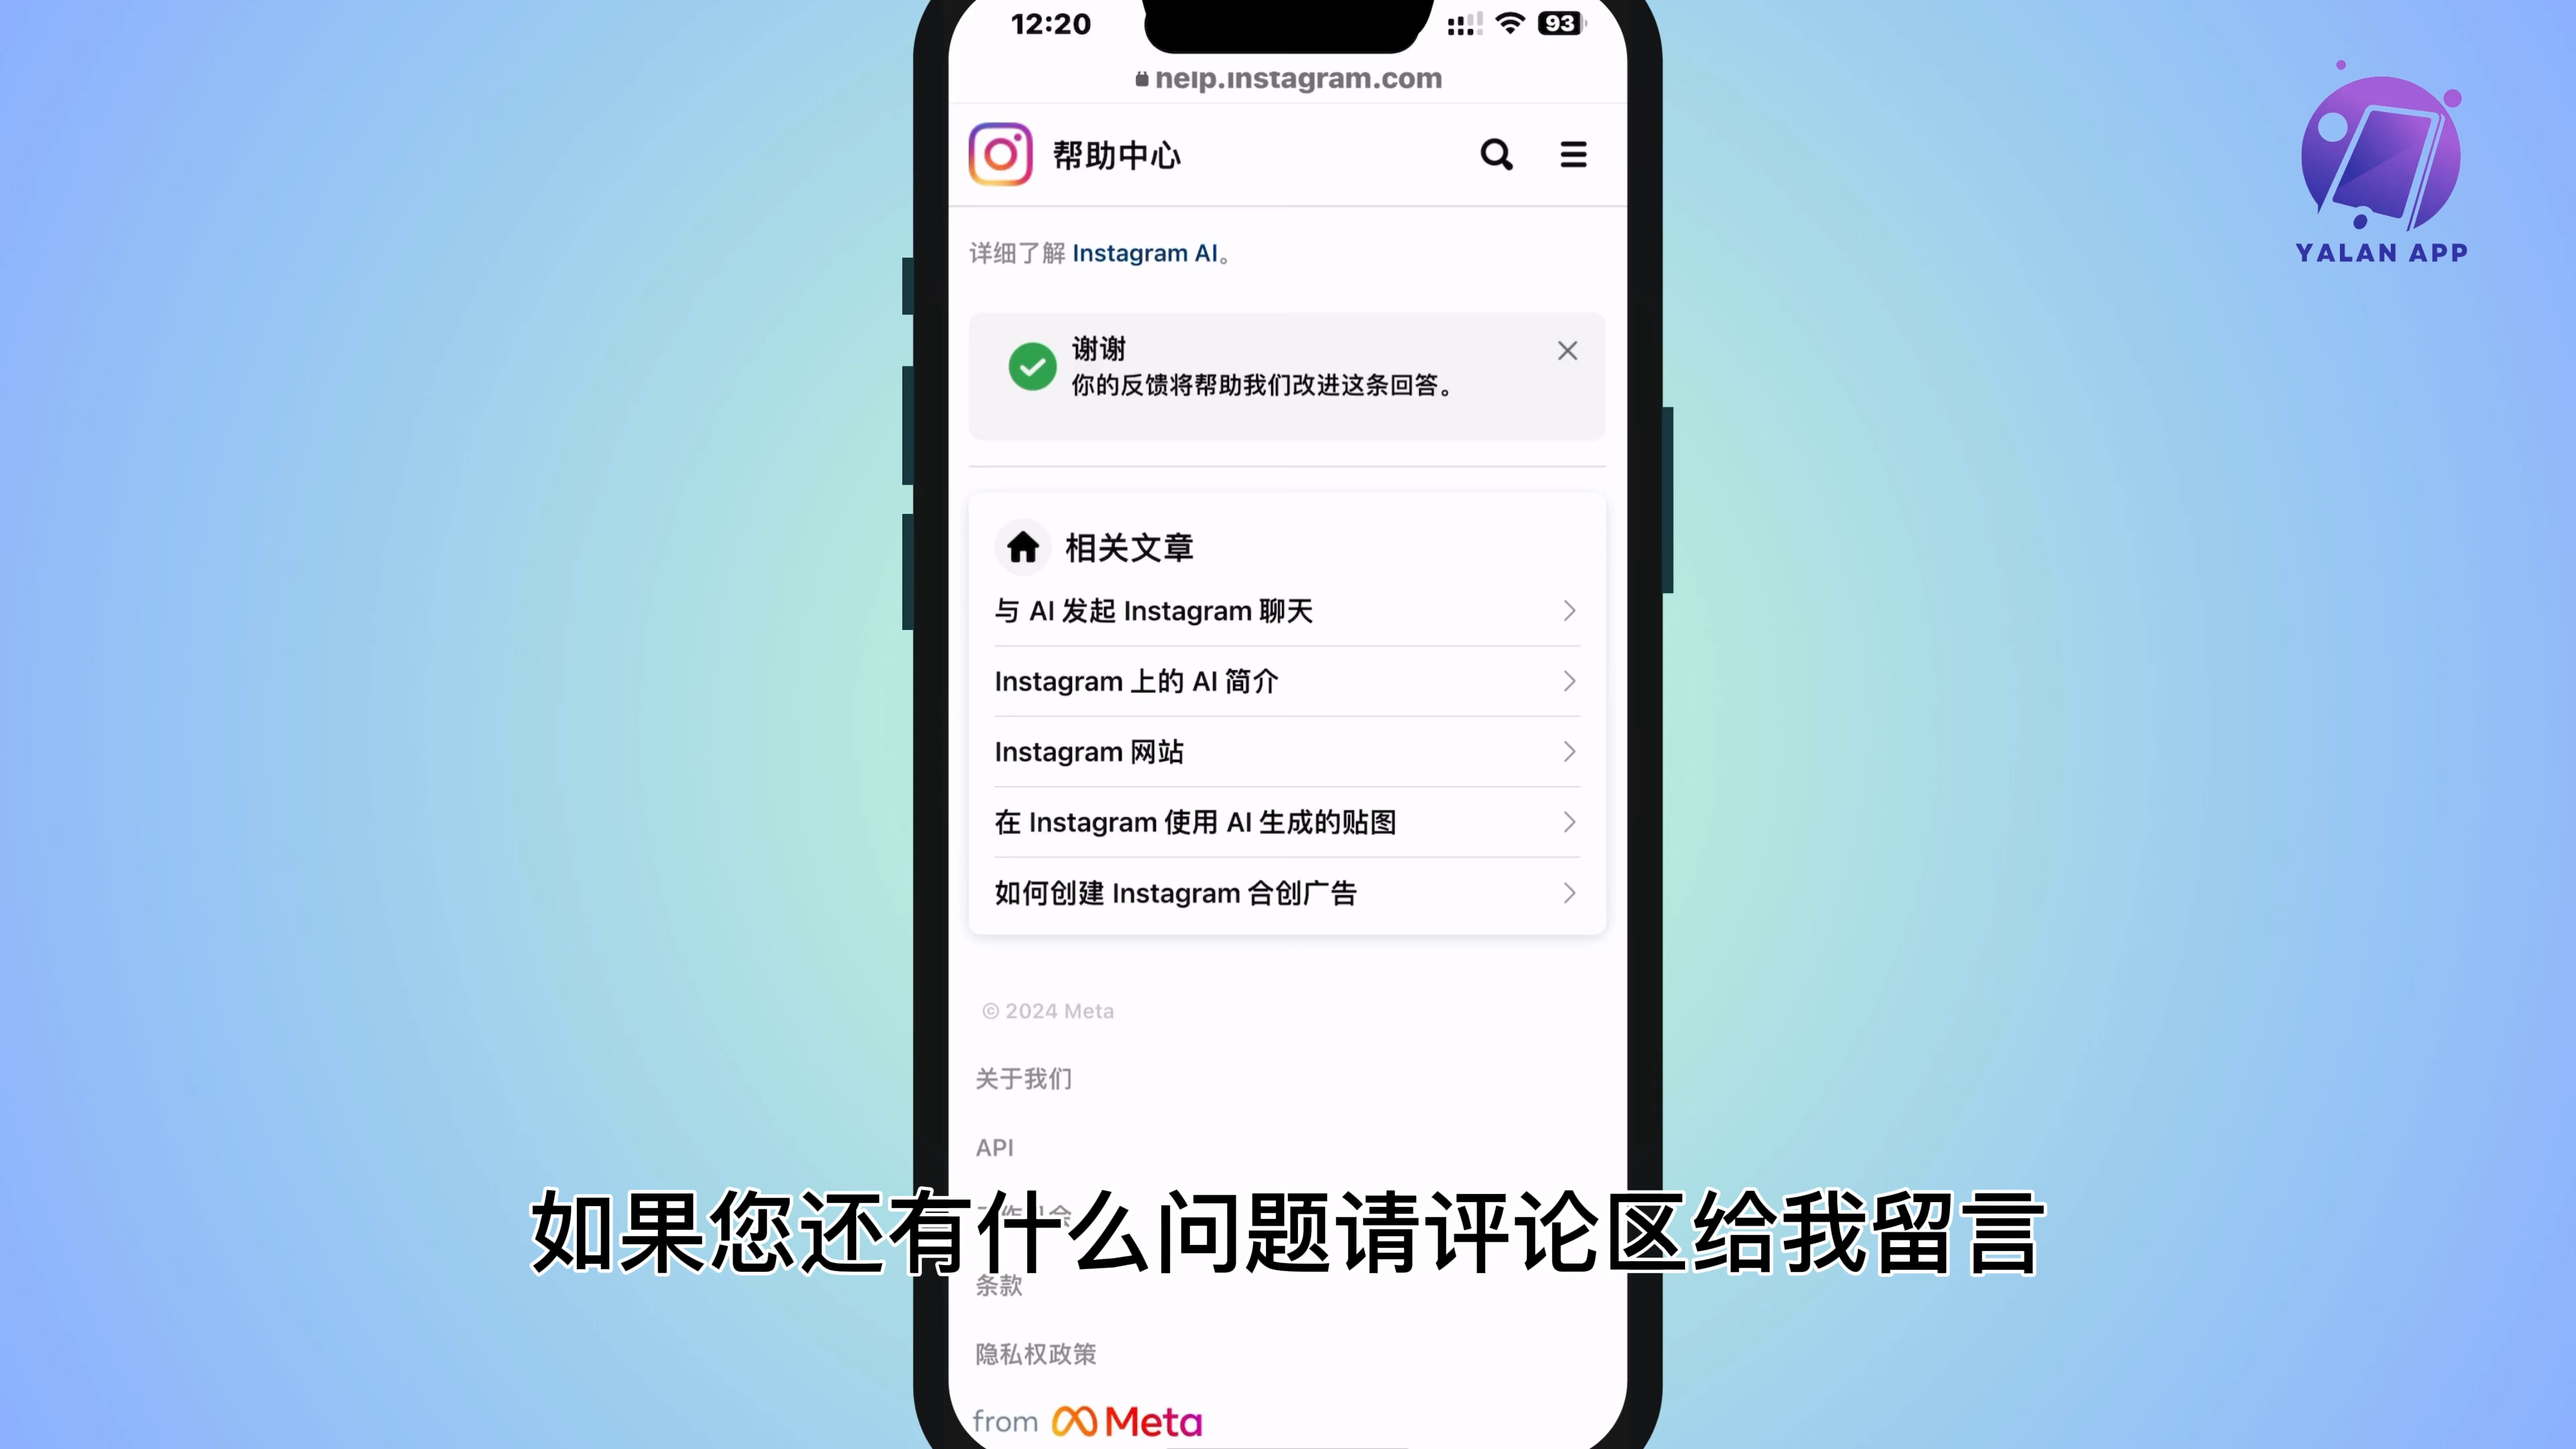 12:20
93
help.instagram.com
帮助中心
YALAN APP
详细了解 Instagram AI。
谢谢
你的反馈将帮助我们改进这条回答。
相关文章
与 AI 发起 Instagram 聊天
Instagram 上的 AI 简介
Instagram 网站
在 Instagram 使用 AI 生成的贴图
如何创建 Instagram 合创广告
© 2024 Meta
关于我们
API
如果您还有什么问题请评论区给我留言
条款
隐私权政策
from Meta